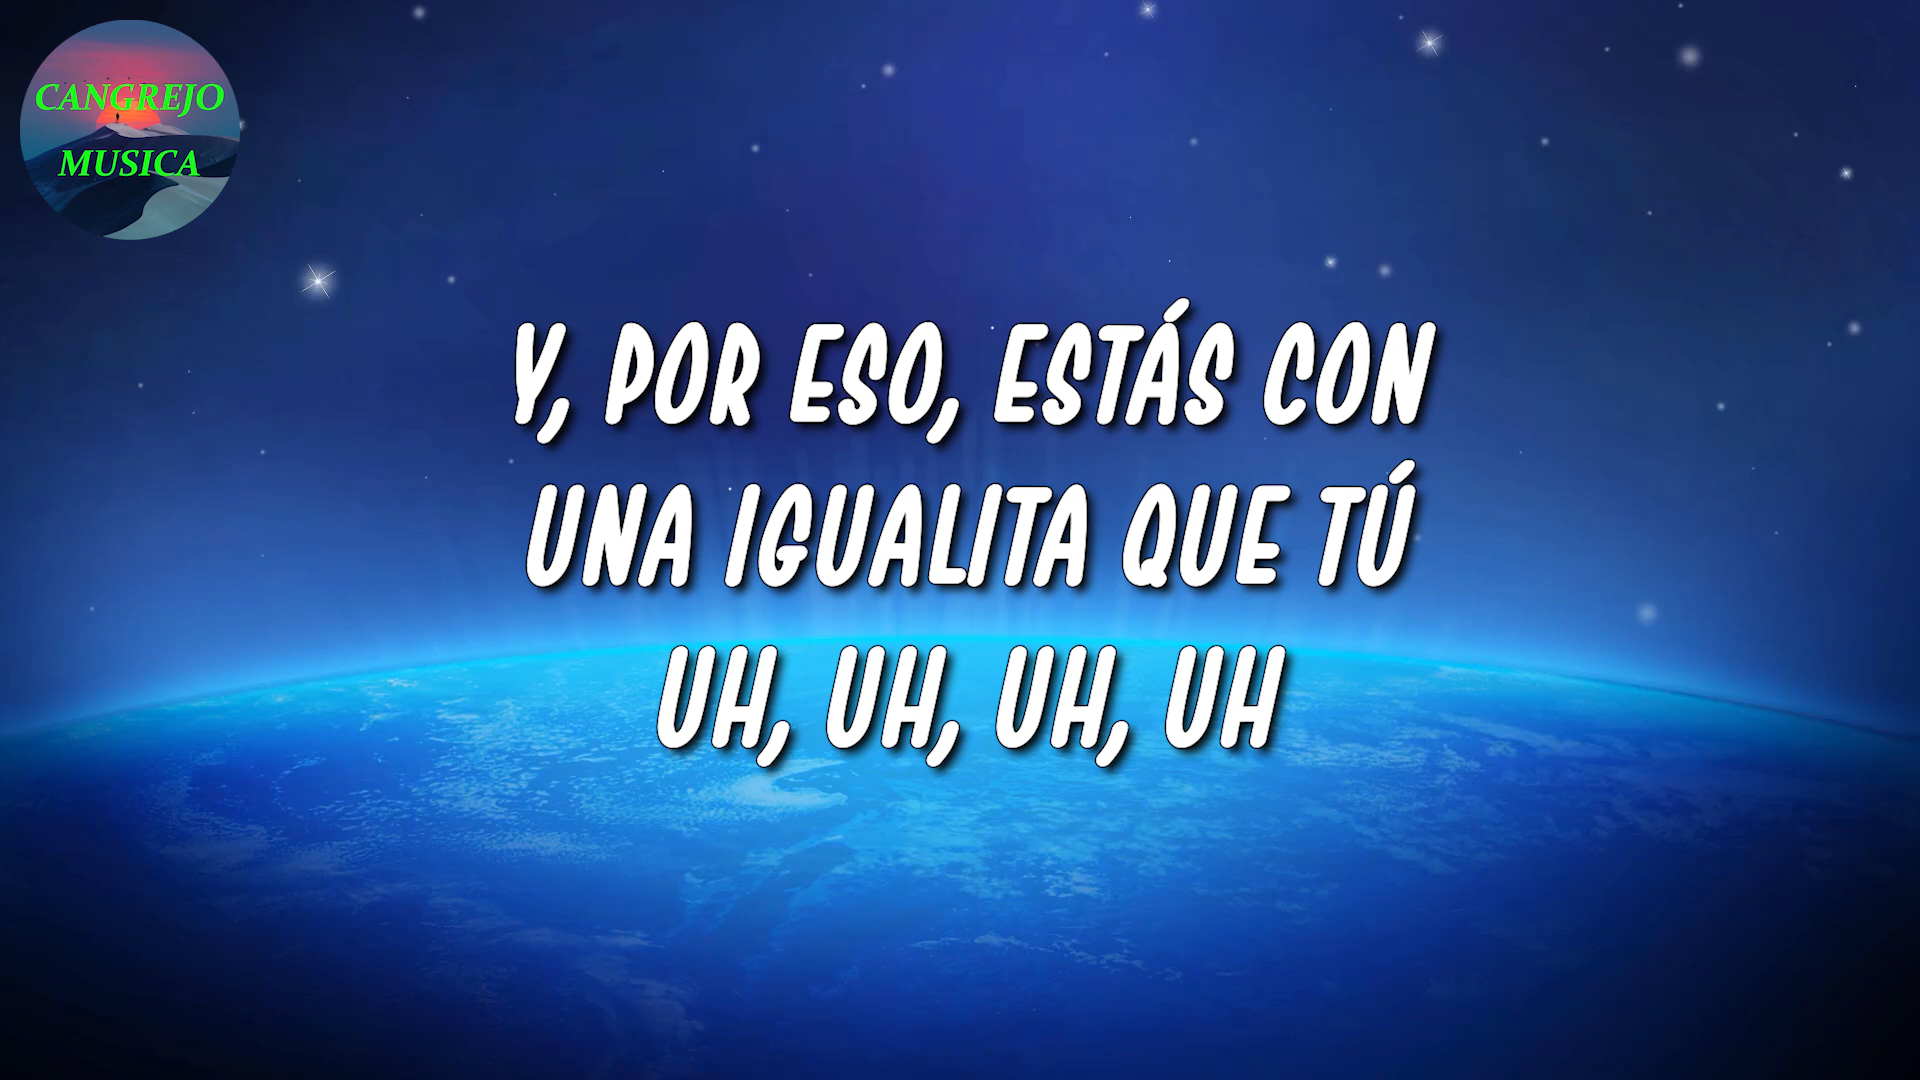 CANGREJO
MUSICA
Y, POR ESO, ESTÁS CON
UNA IGUALITA QUE TÚ
UH, UH, UH, UH